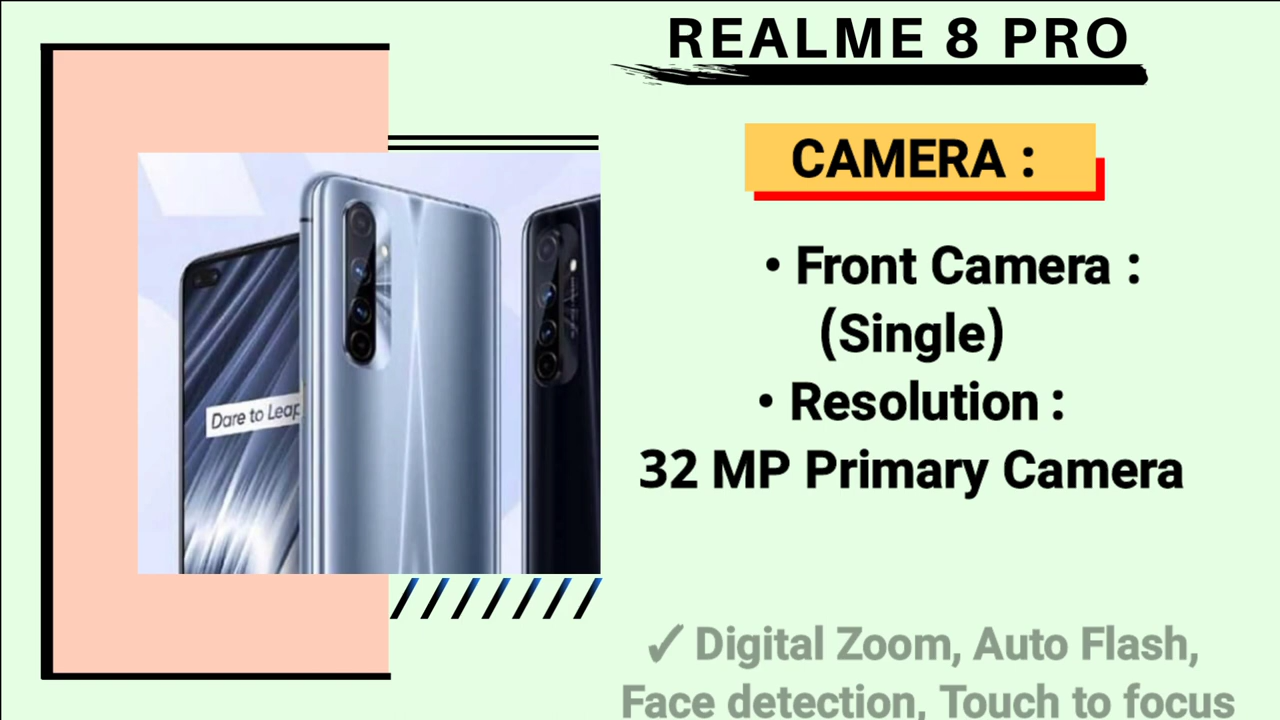 REALME 8 PRO
CAMERA :
• Front Camera :
(Single)
• Resolution :
32 MP Primary Camera
Dare to Leap
✓ Digital Zoom, Auto Flash,
Face detection, Touch to focus